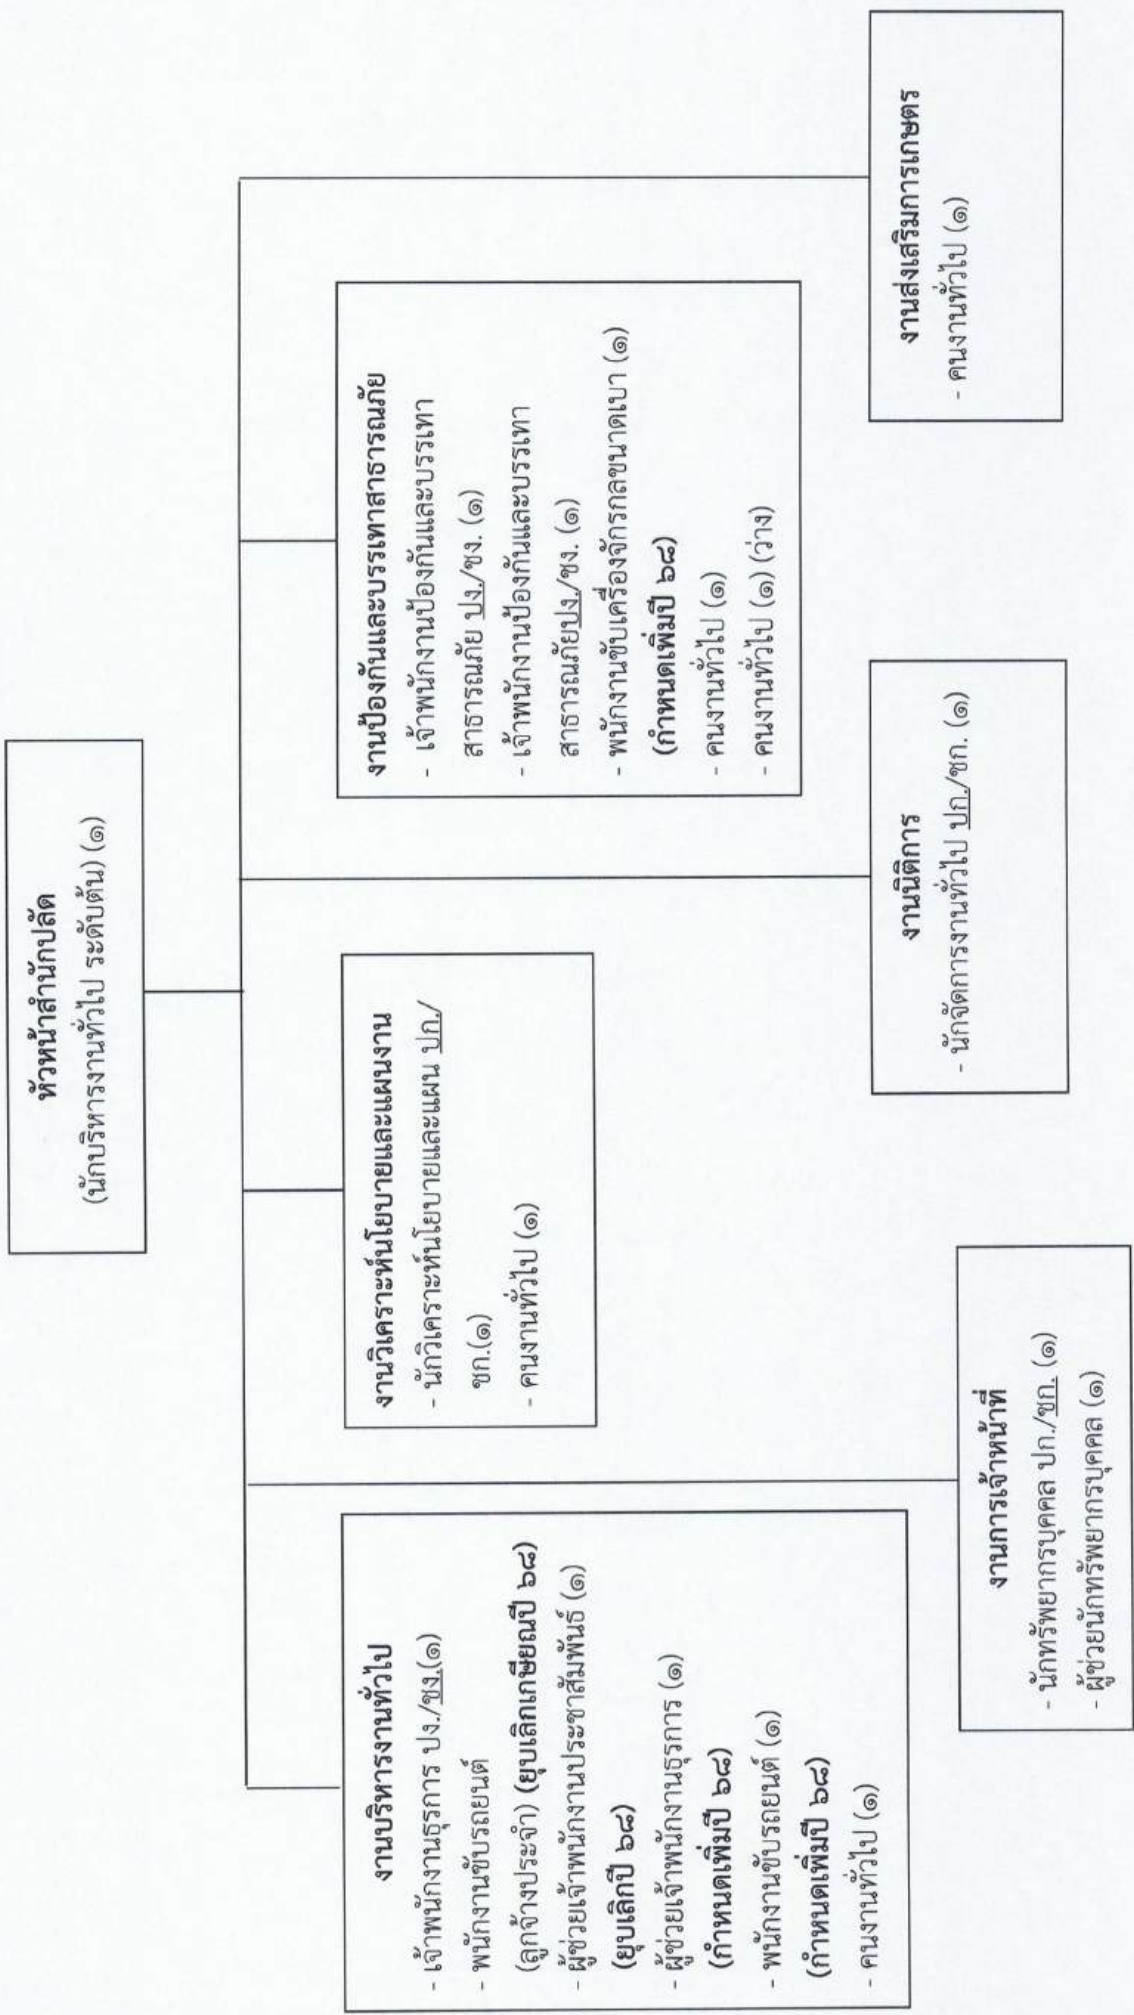 หัวหน้าสำนักปลัด
(นักบริหารงานทั่วไป ระดับต้น) (๑)
งานบริหารงานทั่วไป
- เจ้าพนักงานธุรการ ปง./ชง.(๑)
- พนักงานขับรถยนต์
(ลูกจ้างประจำ) (ยุบเลิกเกษียณปี ๖๘)
- ผู้ช่วยเจ้าพนักงานประชาสัมพันธ์ (๑)
(ยุบเลิกปี ๖๘)
- ผู้ช่วยเจ้าพนักงานธุรการ (๑)
(กำหนดเพิ่มปี ๖๘)
- พนักงานขับรถยนต์ (๑)
(กำหนดเพิ่มปี ๖๘)
- คนงานทั่วไป (๑)
งานวิเคราะห์นโยบายและแผนงาน
- นักวิเคราะห์นโยบายและแผน ปก./
ชก.(๑)
- คนงานทั่วไป (๑)
งานป้องกันและบรรเทาสาธารณภัย
- เจ้าพนักงานป้องกันและบรรเทา
สาธารณภัย ปง./ชง. (๑)
- เจ้าพนักงานป้องกันและบรรเทา
สาธารณภัยปง./ชง. (๑)
- พนักงานขับเครื่องจักรกลขนาดเบา (๑)
(กำหนดเพิ่มปี ๖๘)
- คนงานทั่วไป (๑)
- คนงานทั่วไป (๑) (ว่าง)
งานการเจ้าหน้าที่
- นักทรัพยากรบุคคล ปก./ชก. (๑)
- ผู้ช่วยนักทรัพยากรบุคคล (๑)
งานนิติการ
- นักจัดการงานทั่วไป ปก./ชก. (๑)
งานส่งเสริมการเกษตร
- คนงานทั่วไป (๑)